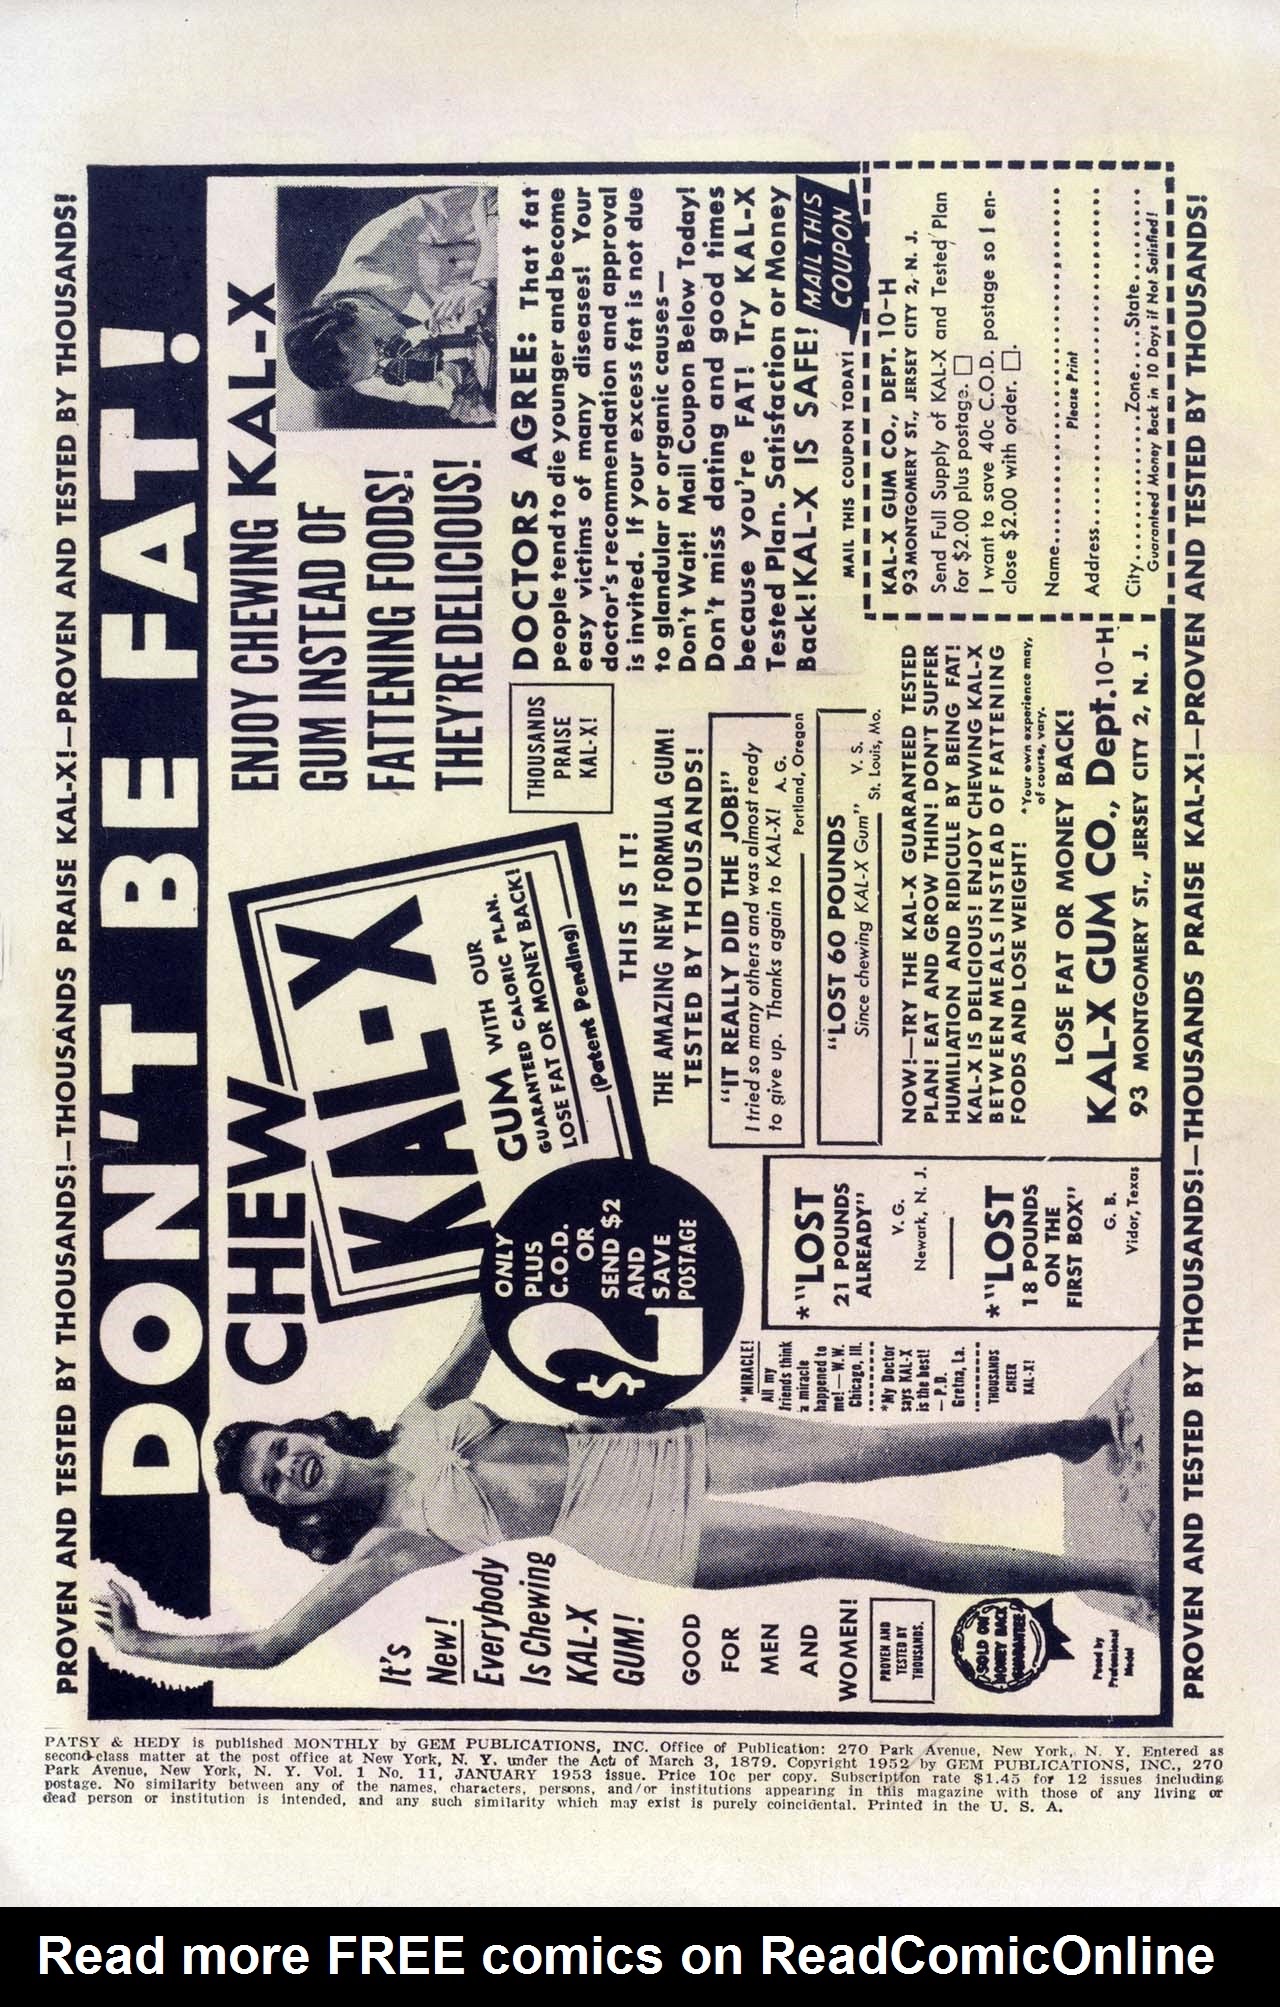 PROVEN AND TESTED BY THOUSANDS!—THOUSANDS PRAISE KAL-X!—PROVEN AND TESTED BY THOUSANDS!
DON'T BE FAT!
CHEW
KAL-X
GUM WITH OUR
GUARANTEED CALORIC PLAN.
LOSE FAT OR MONEY BACK!
(Patent Pending)
ENJOY CHEWING KAL-X
GUM INSTEAD OF
FATTENING FOODS!
THEY'RE DELICIOUS!
It's
New!
Everybody
Is Chewing
KAL-X
GUM!
GOOD
FOR
MEN
AND
WOMEN!
PROVEN AND
TESTED BY
THOUSANDS.
SOLD ON
MONEY BACK
GUARANTEE
Posed by
Professional
Model
ONLY
$2
PLUS
C.O.D.
OR
SEND $2
AND
SAVE
POSTAGE
*MIRACLE!
All my
friends think
a miracle
happened to
me!—W.W.
Chicago, Ill.
*My Doctor
says KAL-X
is the best!
—P.D.
Gretna, La.
THOUSANDS
CHEER
KAL-X!
*"LOST
21 POUNDS
ALREADY"
V. G.
Newark, N. J.
*"LOST
18 POUNDS
ON THE
FIRST BOX"
G. B.
Vidor, Texas
THIS IS IT!
THE AMAZING NEW FORMULA GUM!
TESTED BY THOUSANDS!
"IT REALLY DID THE JOB!"
I tried so many others and was almost ready
to give up. Thanks again to KAL-X! A. G.
Portland, Oregon
"LOST 60 POUNDS
Since chewing KAL-X Gum" V. S.
St. Louis, Mo.
NOW!—TRY THE KAL-X GUARANTEED TESTED
PLAN! EAT AND GROW THIN! DON'T SUFFER
HUMILIATION AND RIDICULE BY BEING FAT!
KAL-X IS DELICIOUS! ENJOY CHEWING KAL-X
BETWEEN MEALS INSTEAD OF FATTENING
FOODS AND LOSE WEIGHT!
*Your own experience may,
of course, vary.
LOSE FAT OR MONEY BACK!
KAL-X GUM CO., Dept.10-H
93 MONTGOMERY ST., JERSEY CITY 2, N. J.
THOUSANDS
PRAISE
KAL-X!
DOCTORS AGREE: That fat
people tend to die younger and become
easy victims of many diseases! Your
doctor's recommendation and approval
is invited. If your excess fat is not due
to glandular or organic causes—
Don't Wait! Mail Coupon Below Today!
Don't miss dating and good times
because you're FAT! Try KAL-X
Tested Plan. Satisfaction or Money
Back! KAL-X IS SAFE!
MAIL THIS
COUPON
MAIL THIS COUPON TODAY!
KAL-X GUM CO., DEPT. 10-H
93 MONTGOMERY ST., JERSEY CITY 2, N. J.
Send Full Supply of KAL-X and Tested Plan
for $2.00 plus postage. □
I want to save 40c C.O.D. postage so I en-
close $2.00 with order. □.
Name..............................
Please Print
Address..............................
City...............Zone....State..........
Guaranteed Money Back in 10 Days if Not Satisfied!
PROVEN AND TESTED BY THOUSANDS!—THOUSANDS PRAISE KAL-X!—PROVEN AND TESTED BY THOUSANDS!
PATSY & HEDY is published MONTHLY by GEM PUBLICATIONS, INC. Office of Publication: 270 Park Avenue, New York, N. Y. Entered as
second-class matter at the post office at New York, N. Y. under the Act of March 3, 1879. Copyright 1952 by GEM PUBLICATIONS, INC., 270
Park Avenue, New York, N. Y. Vol. 1 No. 11, JANUARY 1953 issue. Price 10c per copy. Subscription rate $1.45 for 12 issues including
postage. No similarity between any of the names, characters, persons, and/or institutions appearing in this magazine with those of any living or
dead person or institution is intended, and any such similarity which may exist is purely coincidental. Printed in the U. S. A.
Read more FREE comics on ReadComicOnline